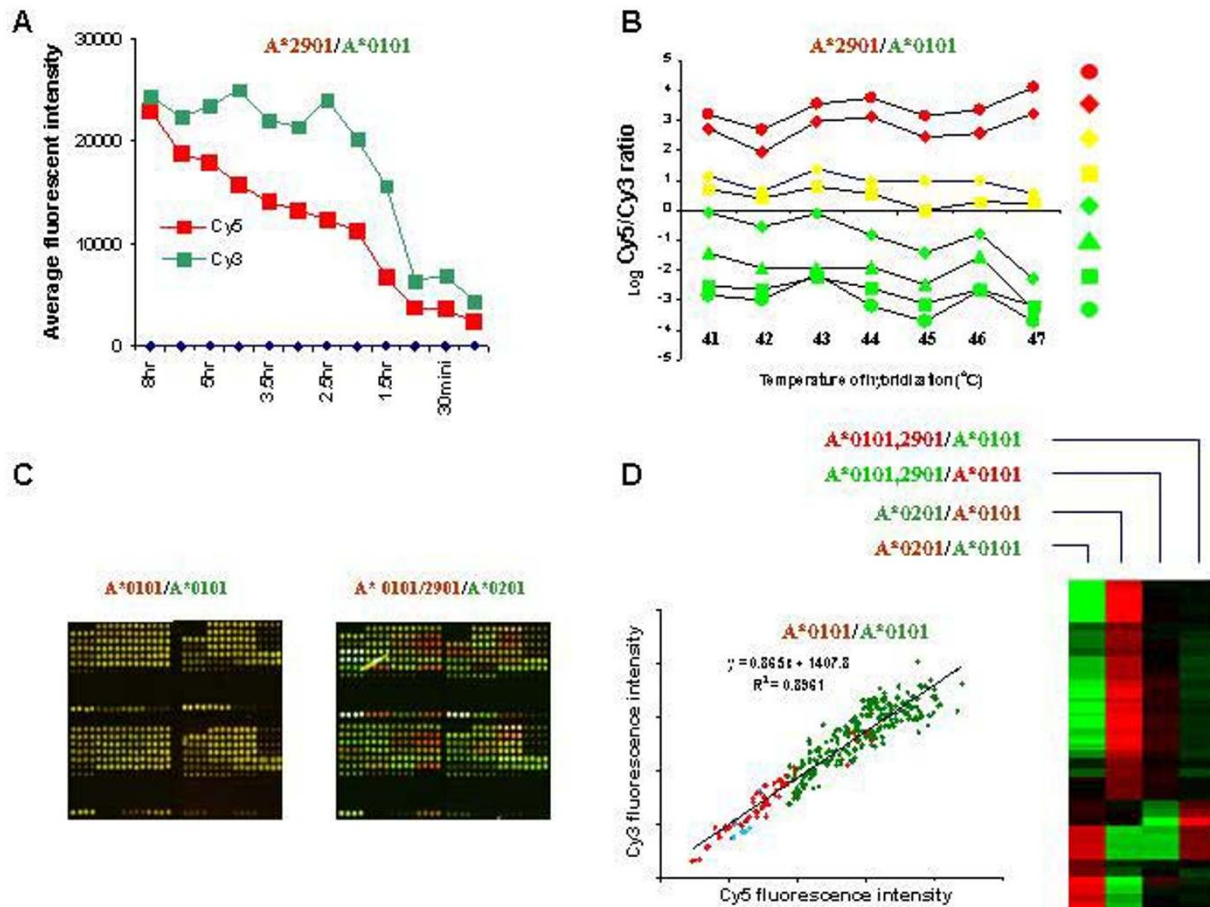 A
A*2901/A*0101
Average fluorescent intensity
30000
20000
10000
0
Cy5
Cy3
8hr
5hr
3.5hr
2.5hr
1.5hr
30mini
B
A*2901/A*0101
Log Cy5/Cy3 ratio
5
4
3
2
1
0
-1
-2
-3
-4
-5
41
42
43
44
45
46
47
Temperature of hybridization (°C)
C
A*0101/A*0101
A* 0101/2901/A*0201
D
A*0101,2901/A*0101
A*0101,2901/A*0101
A*0201/A*0101
A*0201/A*0101
A*0101/A*0101
y = 0.865x + 1407.8
R² = 0.8961
Cy3 fluorescence intensity
Cy5 fluorescence intensity